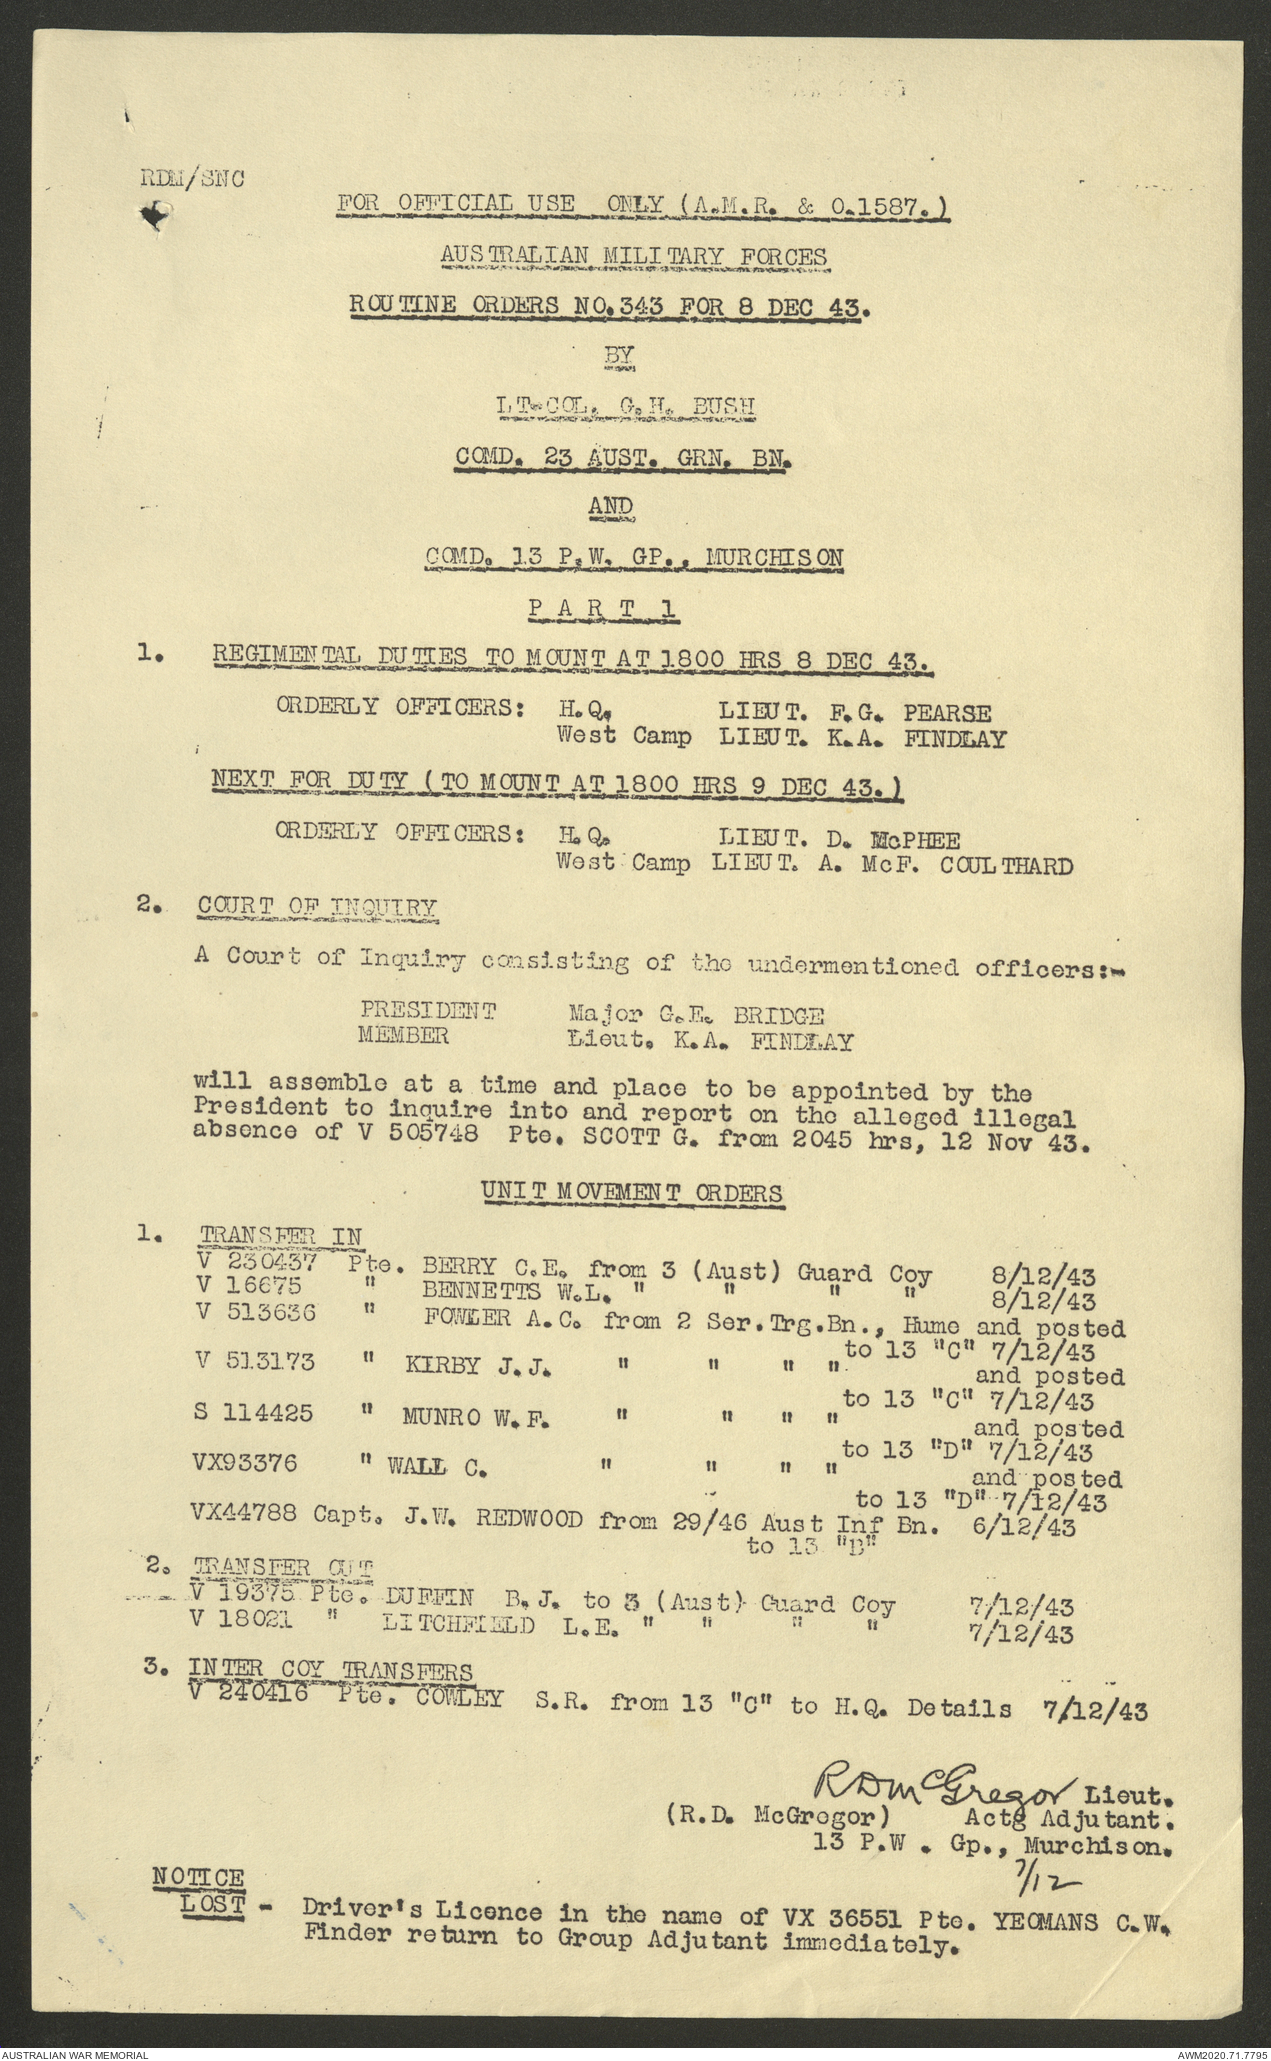 RDM/SNC
FOR OFFICIAL USE ONLY (A.M.R. & O.1587.)
AUSTRALIAN MILITARY FORCES
ROUTINE ORDERS NO.343 FOR 8 DEC 43.
BY
LT-COL. G.H. BUSH
COMD. 23 AUST. GRN. BN.
AND
COMD. 13 P.W. GP., MURCHISON
P A R T 1
1. REGIMENTAL DUTIES TO MOUNT AT 1800 HRS 8 DEC 43.
ORDERLY OFFICERS: H.Q. LIEUT. F.G. PEARSE
West Camp LIEUT. K.A. FINDLAY
NEXT FOR DUTY (TO MOUNT AT 1800 HRS 9 DEC 43.)
ORDERLY OFFICERS: H.Q. LIEUT. D. McPHEE
West Camp LIEUT. A. McF. COULTHARD
2. COURT OF INQUIRY
A Court of Inquiry consisting of the undermentioned officers:-
PRESIDENT Major G.E. BRIDGE
MEMBER Lieut. K.A. FINDLAY
will assemble at a time and place to be appointed by the
President to inquire into and report on the alleged illegal
absence of V 505748 Pte. SCOTT G. from 2045 hrs, 12 Nov 43.
UNIT MOVEMENT ORDERS
1. TRANSFER IN
V 230437 Pte. BERRY C.E. from 3 (Aust) Guard Coy 8/12/43
V 16675 " BENNETTS W.L. " " " " 8/12/43
V 513636 " FOWLER A.C. from 2 Ser.Trg.Bn., Hume and posted
to 13 "C" 7/12/43
V 513173 " KIRBY J.J. " " " " and posted
to 13 "C" 7/12/43
S 114425 " MUNRO W.F. " " " " and posted
to 13 "D" 7/12/43
VX93376 " WALL C. " " " " and posted
to 13 "D" 7/12/43
VX44788 Capt. J.W. REDWOOD from 29/46 Aust Inf Bn. 6/12/43
to 13 "B"
2. TRANSFER OUT
V 19375 Pte. DUFFIN B.J. to 3 (Aust) Guard Coy 7/12/43
V 18021 " LITCHFIELD L.E. " " " " 7/12/43
3. INTER COY TRANSFERS
V 240416 Pte. COWLEY S.R. from 13 "C" to H.Q. Details 7/12/43
RDMcGregor Lieut.
(R.D. McGregor) Actg Adjutant.
13 P.W . Gp., Murchison.
7/12
NOTICE
LOST - Driver's Licence in the name of VX 36551 Pte. YEOMANS C.W.
Finder return to Group Adjutant immediately.
AUSTRALIAN WAR MEMORIAL
AWM2020.71.7795